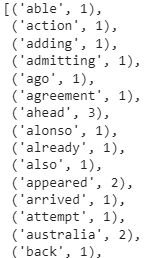 [('able', 1),
('action', 1),
('adding', 1),
('admitting', 1),
('ago', 1),
('agreement', 1),
('ahead', 3),
('alonso', 1),
('already', 1),
('also', 1),
('appeared', 2),
('arrived', 1),
('attempt', 1),
('australia', 2),
('back', 1),